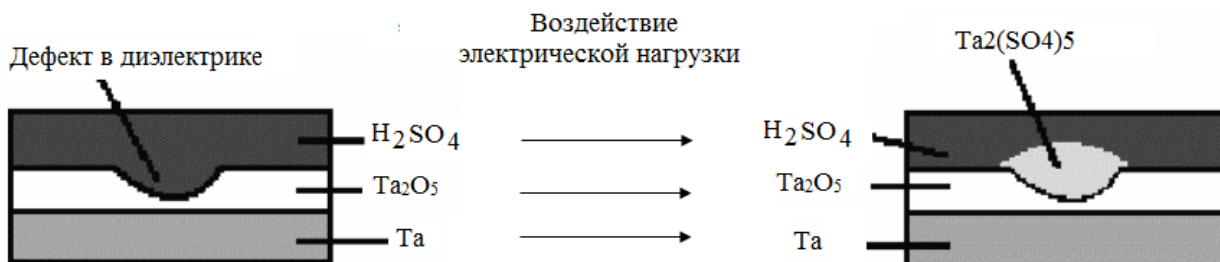 Дефект в диэлектрике
H2SO4
Ta2O5
Ta
Воздействие
электрической нагрузки
Ta2(SO4)5
H2SO4
Ta2O5
Ta